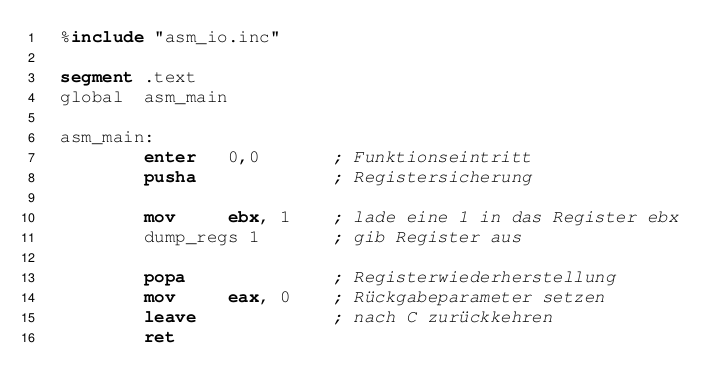 1 %include "asm_io.inc"
2
3 segment .text
4 global asm_main
5
6 asm_main:
7 enter 0,0 ; Funktionseintritt
8 pusha ; Registersicherung
9
10 mov ebx, 1 ; lade eine 1 in das Register ebx
11 dump_regs 1 ; gib Register aus
12
13 popa ; Registerwiederherstellung
14 mov eax, 0 ; Rückgabeparameter setzen
15 leave ; nach C zurückkehren
16 ret